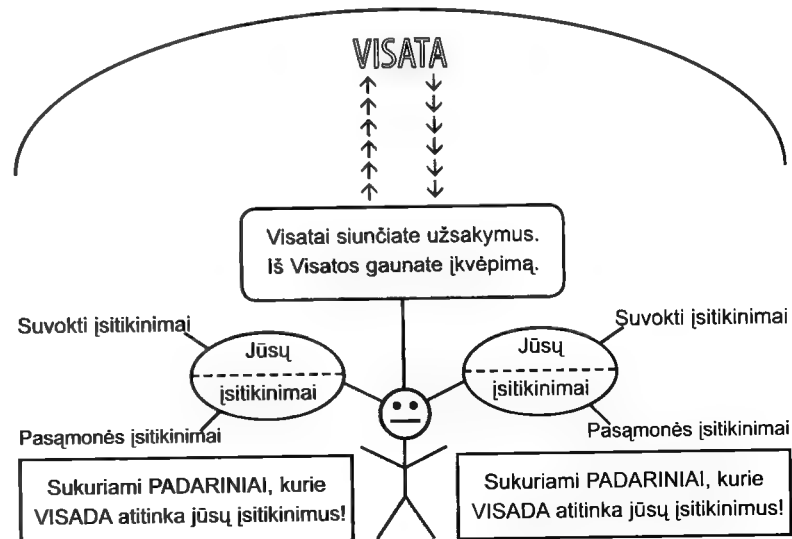 VISATA
Visatai siunčiate užsakymus.
Iš Visatos gaunate įkvėpimą.
Suvokti įsitikinimai
Jūsų
įsitikinimai
Pasąmonės įsitikinimai
Suvokti įsitikinimai
Jūsų
įsitikinimai
Pasąmonės įsitikinimai
Sukuriami PADARINIAI, kurie
VISADA atitinka jūsų įsitikinimus!
Sukuriami PADARINIAI, kurie
VISADA atitinka jūsų įsitikinimus!